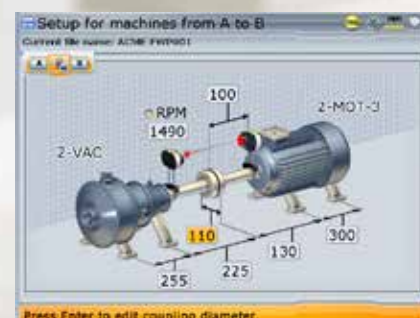 Setup for machines from A to B
Current file name: ACME FWP001
A
B
100
RPM
1490
2-MOT-3
2-VAC
110
300
130
225
255
Press Enter to edit coupling diameter